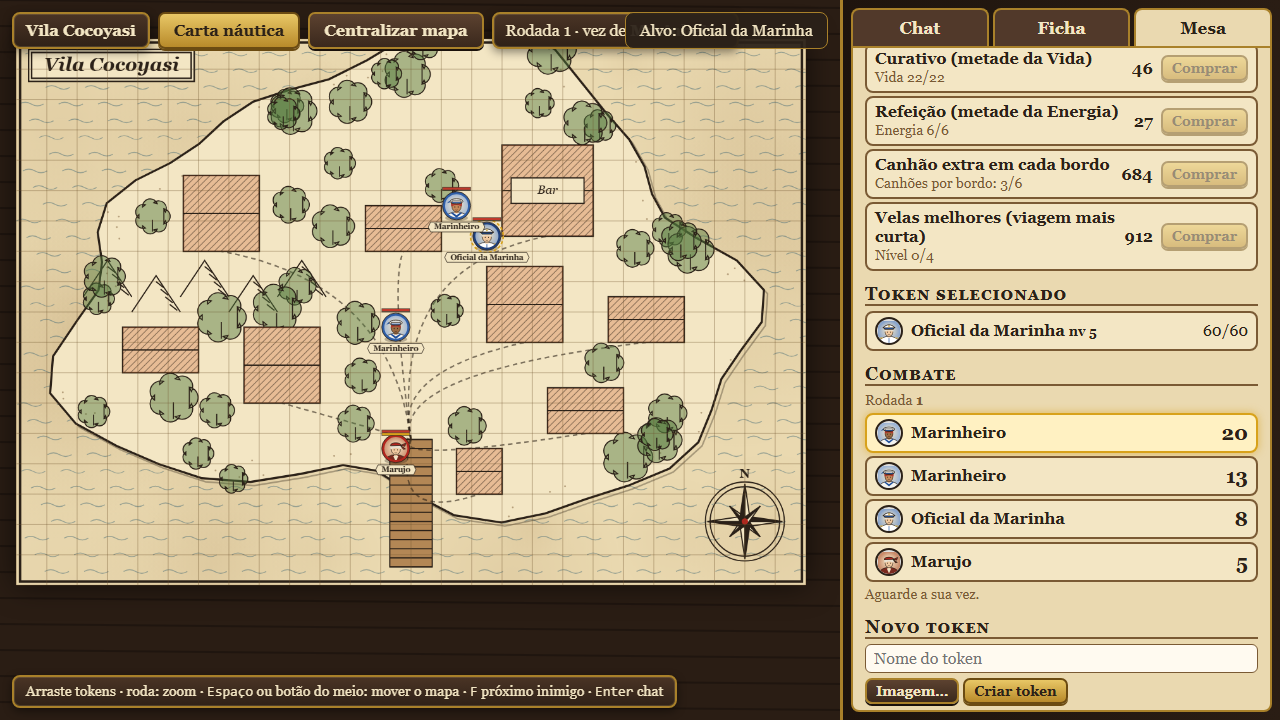 Vila Cocoyasi
Carta náutica
Centralizar mapa
Rodada 1 · vez de
Alvo: Oficial da Marinha
Vila Cocoyasi
Bar
Marinheiro
Oficial da Marinha
Marinheiro
Marujo
N
Arraste tokens · roda: zoom · Espaço ou botão do meio: mover o mapa · F próximo inimigo · Enter chat
Chat
Ficha
Mesa
Curativo (metade da Vida)
Vida 22/22
46
Comprar
Refeição (metade da Energia)
Energia 6/6
27
Comprar
Canhão extra em cada bordo
Canhões por bordo: 3/6
684
Comprar
Velas melhores (viagem mais
curta)
Nível 0/4
912
Comprar
Token selecionado
Oficial da Marinha nv 5
60/60
Combate
Rodada 1
Marinheiro
20
Marinheiro
13
Oficial da Marinha
8
Marujo
5
Aguarde a sua vez.
Novo token
Nome do token
Imagem...
Criar token